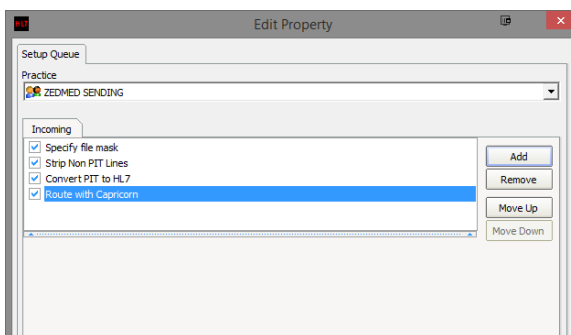 HL7
Edit Property
Setup Queue
Practice
ZEDMED SENDING
Incoming
Specify file mask
Strip Non PIT Lines
Convert PIT to HL7
Route with Capricorn
Add
Remove
Move Up
Move Down